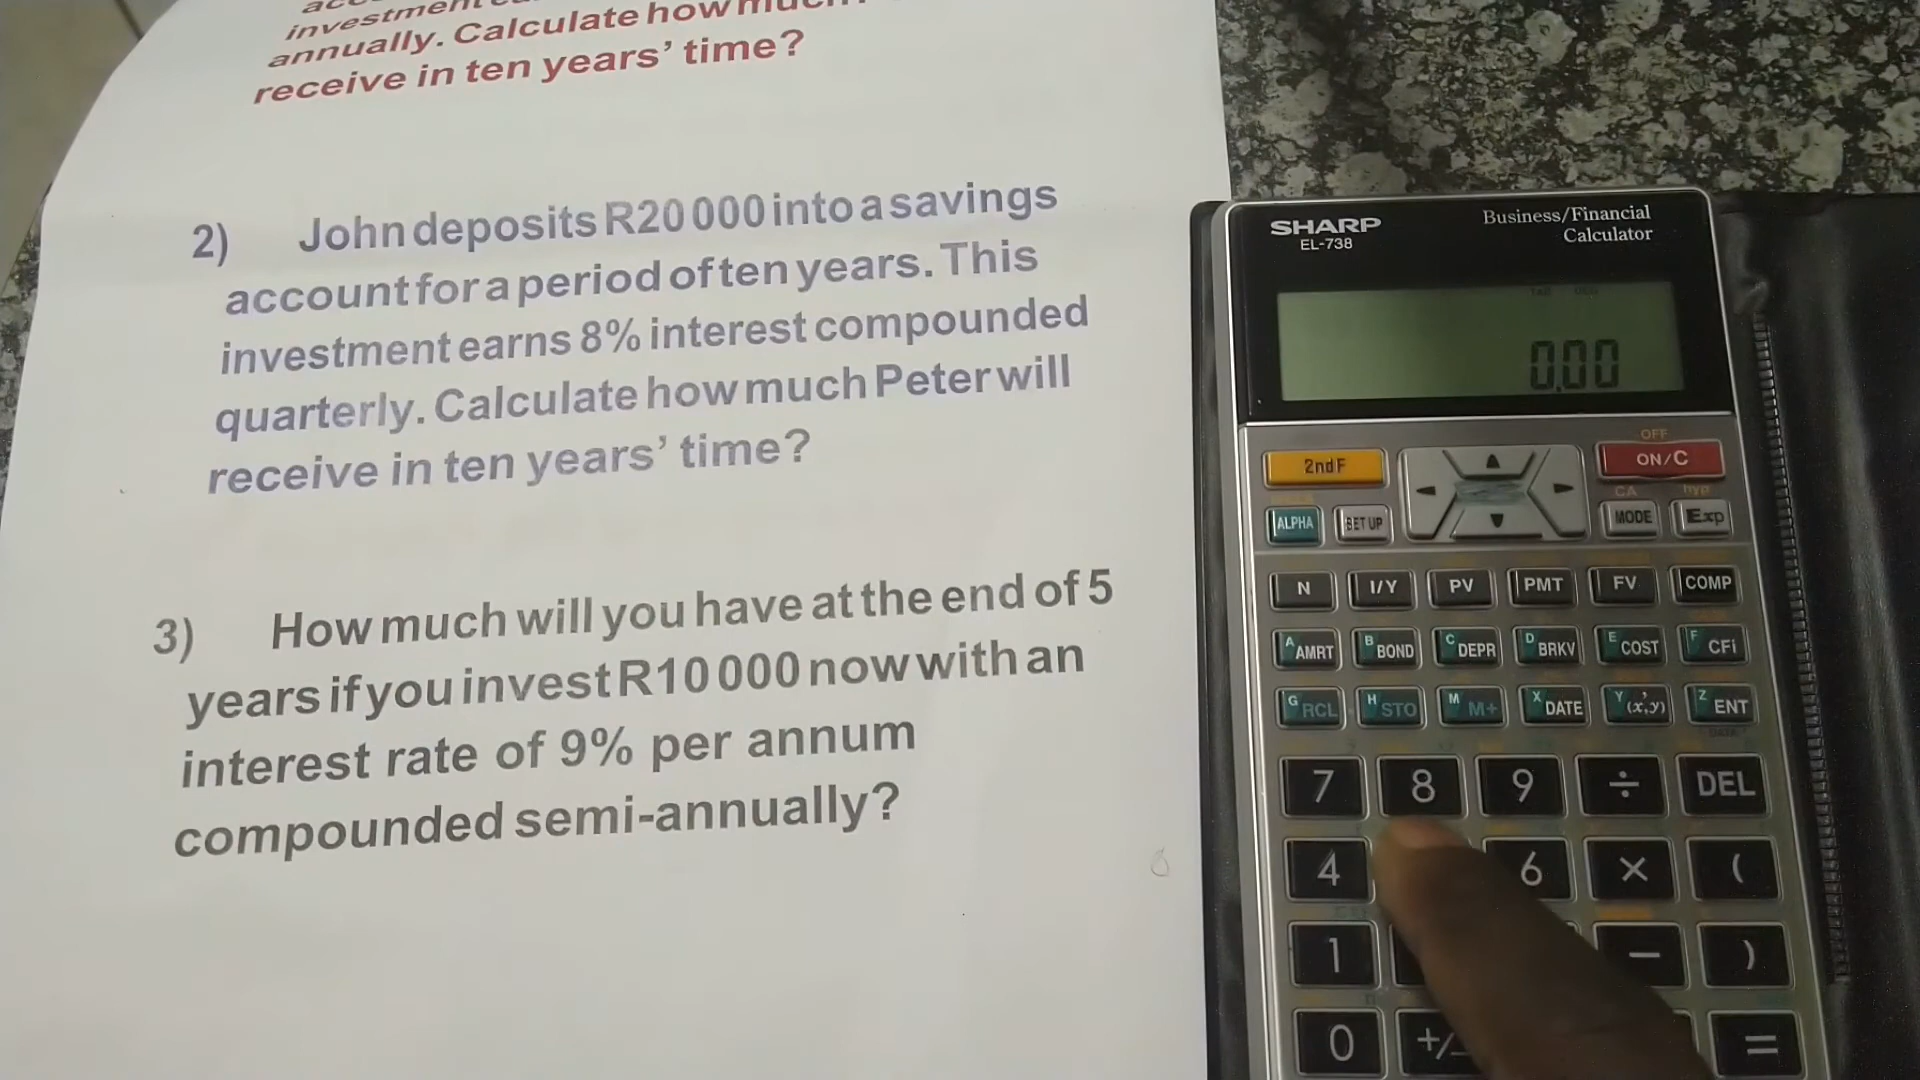 investment
annually. Calculate how
receive in ten years' time?
2) John deposits R20 000 into a savings
account for a period of ten years. This
investment earns 8% interest compounded
quarterly. Calculate how much Peter will
receive in ten years' time?
3) How much will you have at the end of 5
years if you invest R10 000 now with an
interest rate of 9% per annum
compounded semi-annually?
SHARP
EL-738
Business/Financial
Calculator
0.00
OFF
2ndF ON/C
CA hyp
ALPHA SET UP MODE Exp
N I/Y PV PMT FV COMP
A AMRT B BOND C DEPR D BRKV E COST F CFi
G RCL H STO M M+ X DATE Y (x,y) Z ENT
7 8 9 ÷ DEL
4 6 × (
1 − )
0 +/− =